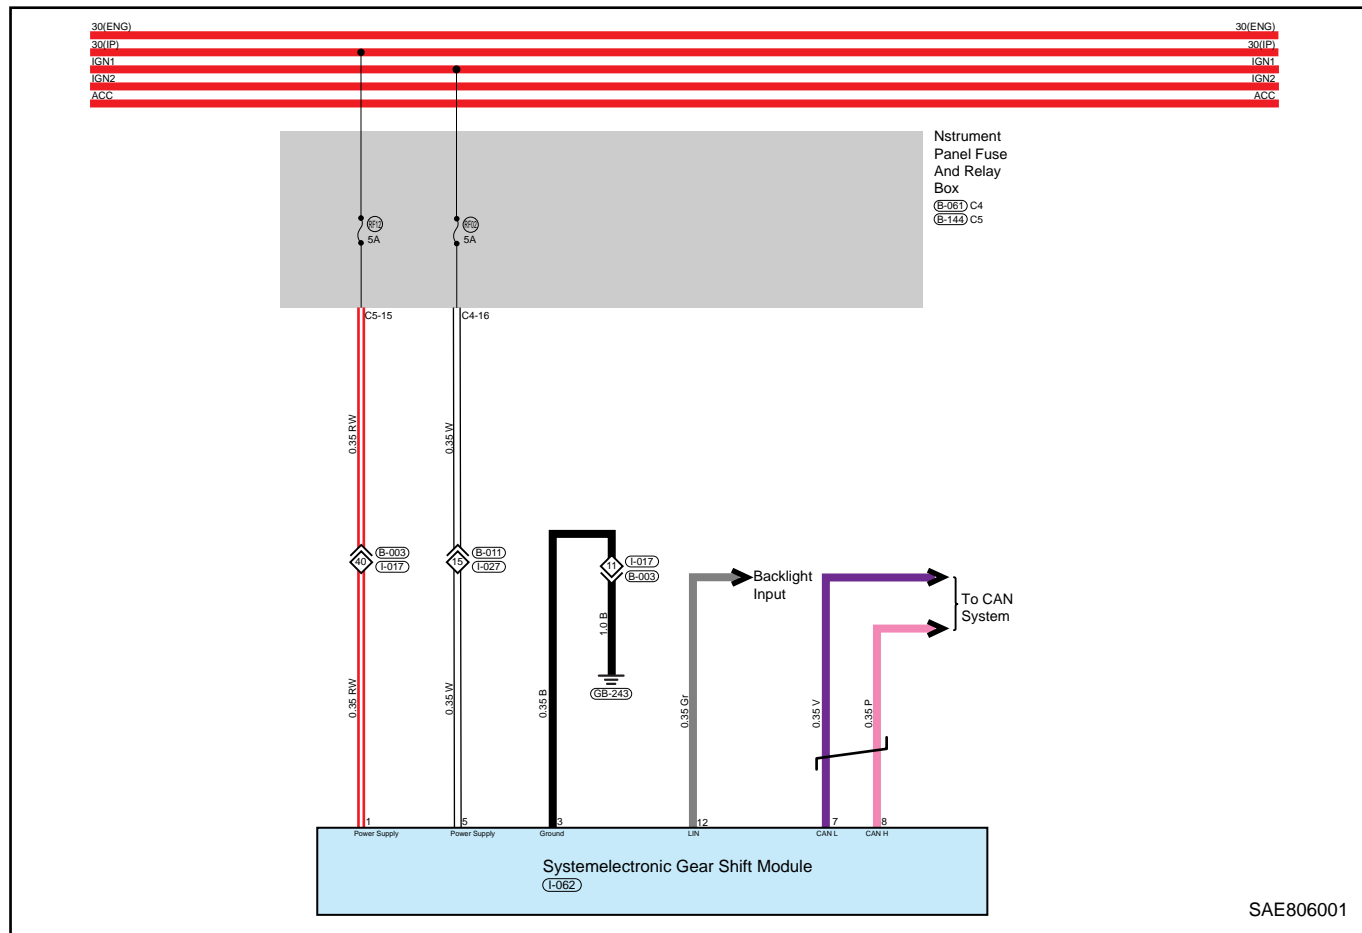 30(ENG) 30(ENG)
30(IP) 30(IP)
IGN1 IGN1
IGN2 IGN2
ACC ACC
Nstrument
Panel Fuse
And Relay
Box
B-061 C4
B-144 C5
RF12
5A
RF02
5A
C5-15
C4-16
0.35 RW
0.35 W
40
B-003
I-017
15
B-011
I-027
11
I-017
B-003
Backlight
Input
To CAN
System
1.0 B
GB-243
0.35 RW
0.35 W
0.35 B
0.35 Gr
0.35 V
0.35 P
1
5
3
12
7
8
Power Supply
Power Supply
Ground
LIN
CAN L
CAN H
Systemelectronic Gear Shift Module
I-062
SAE806001